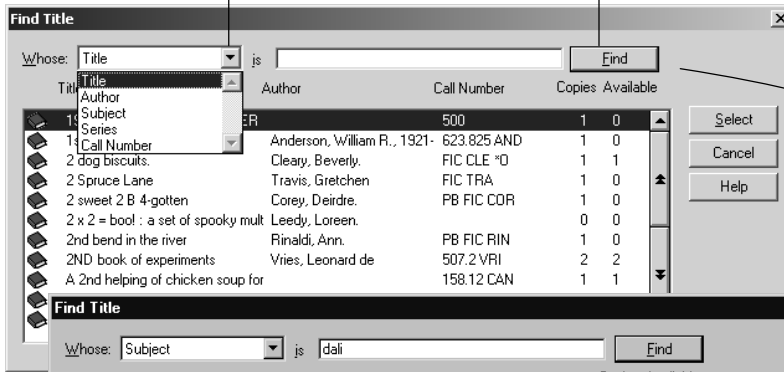 Find Title
Whose: Title is Find
Title Author Call Number Copies Available
Title
Author
Subject
Series
Call Number
Select
Cancel
Help
19 ER 500 1 0
1s Anderson, William R., 1921- 623.825 AND 1 0
2 dog biscuits. Cleary, Beverly. FIC CLE *O 1 1
2 Spruce Lane Travis, Gretchen FIC TRA 1 0
2 sweet 2 B 4-gotten Corey, Deirdre. PB FIC COR 1 0
2 x 2 = boo! : a set of spooky mult Leedy, Loreen. 0 0
2nd bend in the river Rinaldi, Ann. PB FIC RIN 1 0
2ND book of experiments Vries, Leonard de 507.2 VRI 2 2
A 2nd helping of chicken soup for 158.12 CAN 1 1
Find Title
Whose: Subject is dali Find